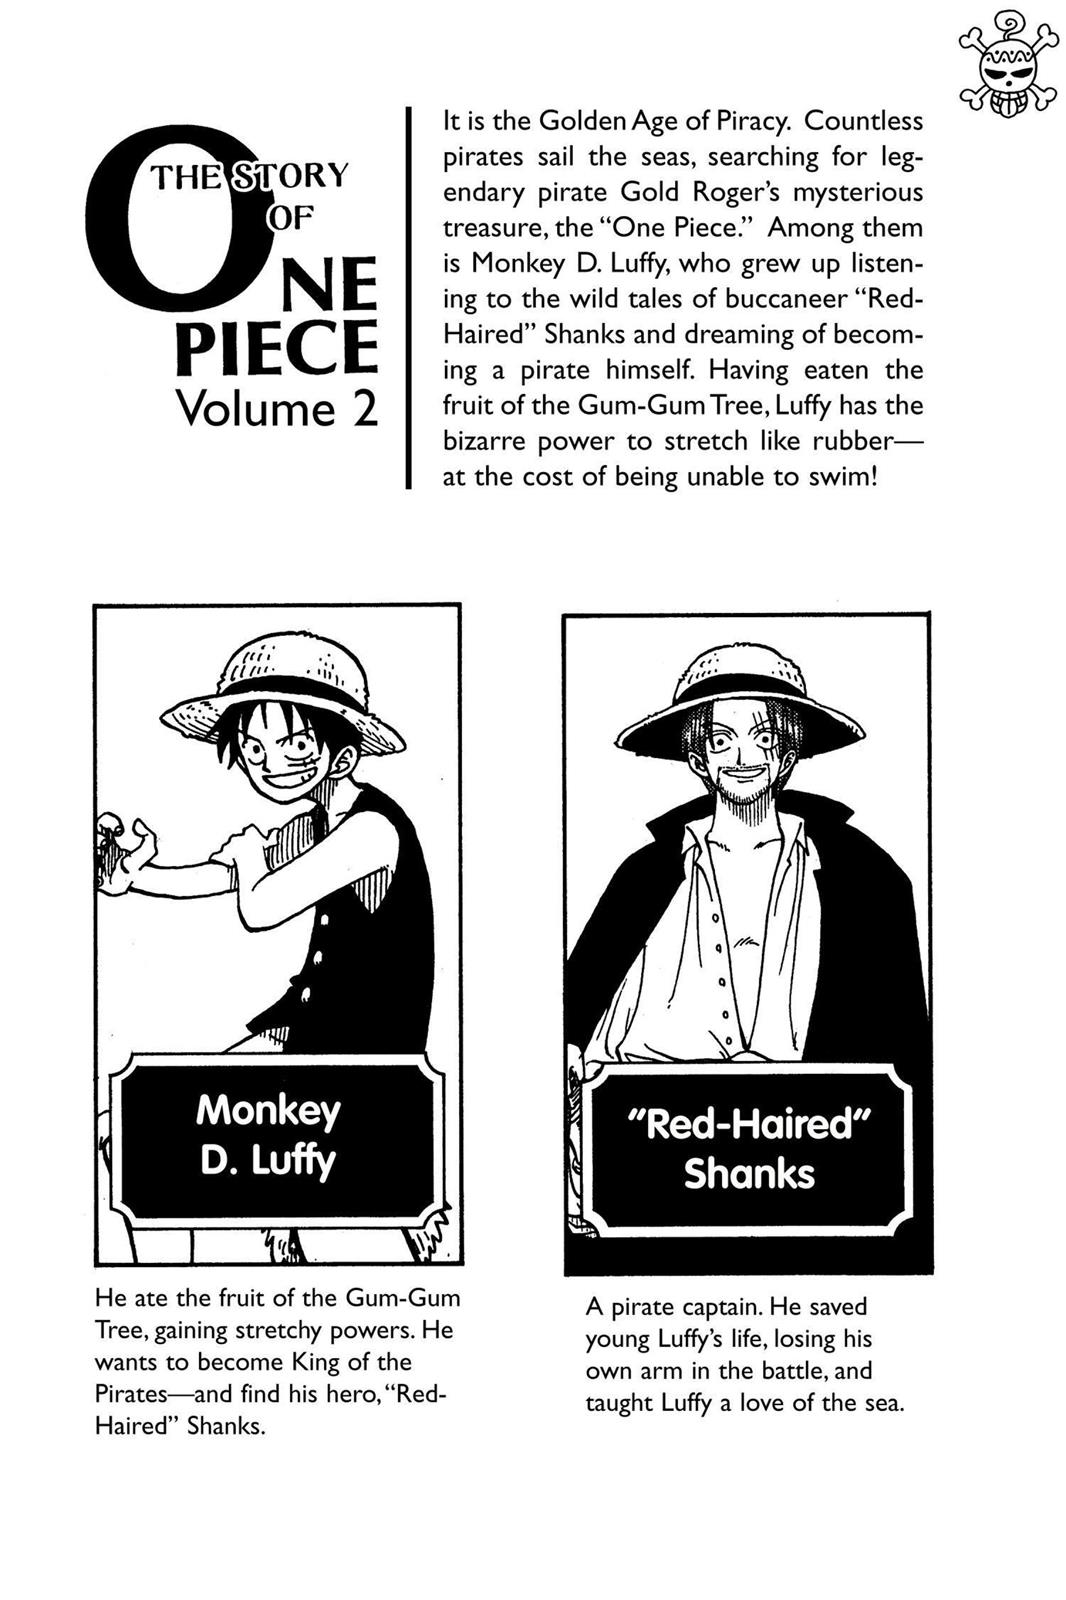 THE STORY
OF
ONE
PIECE
Volume 2
It is the Golden Age of Piracy. Countless
pirates sail the seas, searching for leg-
endary pirate Gold Roger's mysterious
treasure, the “One Piece.” Among them
is Monkey D. Luffy, who grew up listen-
ing to the wild tales of buccaneer “Red-
Haired” Shanks and dreaming of becom-
ing a pirate himself. Having eaten the
fruit of the Gum-Gum Tree, Luffy has the
bizarre power to stretch like rubber—
at the cost of being unable to swim!
Monkey
D. Luffy
He ate the fruit of the Gum-Gum
Tree, gaining stretchy powers. He
wants to become King of the
Pirates—and find his hero, “Red-
Haired” Shanks.
“Red-Haired”
Shanks
A pirate captain. He saved
young Luffy's life, losing his
own arm in the battle, and
taught Luffy a love of the sea.